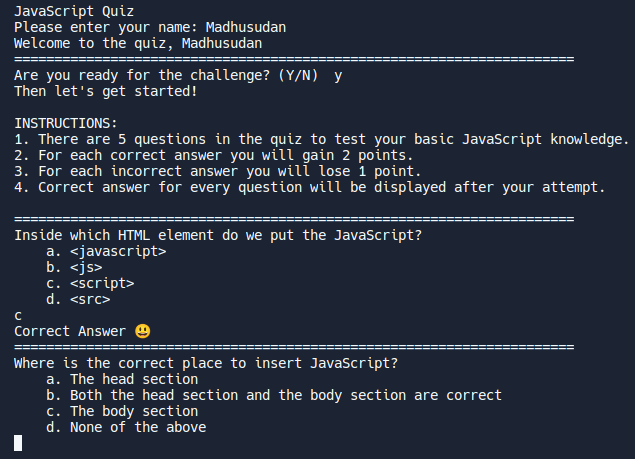 JavaScript Quiz
Please enter your name: Madhusudan
Welcome to the quiz, Madhusudan
======================================================================
Are you ready for the challenge? (Y/N)  y
Then let's get started!
INSTRUCTIONS:
1. There are 5 questions in the quiz to test your basic JavaScript knowledge.
2. For each correct answer you will gain 2 points.
3. For each incorrect answer you will lose 1 point.
4. Correct answer for every question will be displayed after your attempt.
======================================================================
Inside which HTML element do we put the JavaScript?
    a. <javascript>
    b. <js>
    c. <script>
    d. <src>
c
Correct Answer 😃
======================================================================
Where is the correct place to insert JavaScript?
    a. The head section
    b. Both the head section and the body section are correct
    c. The body section
    d. None of the above